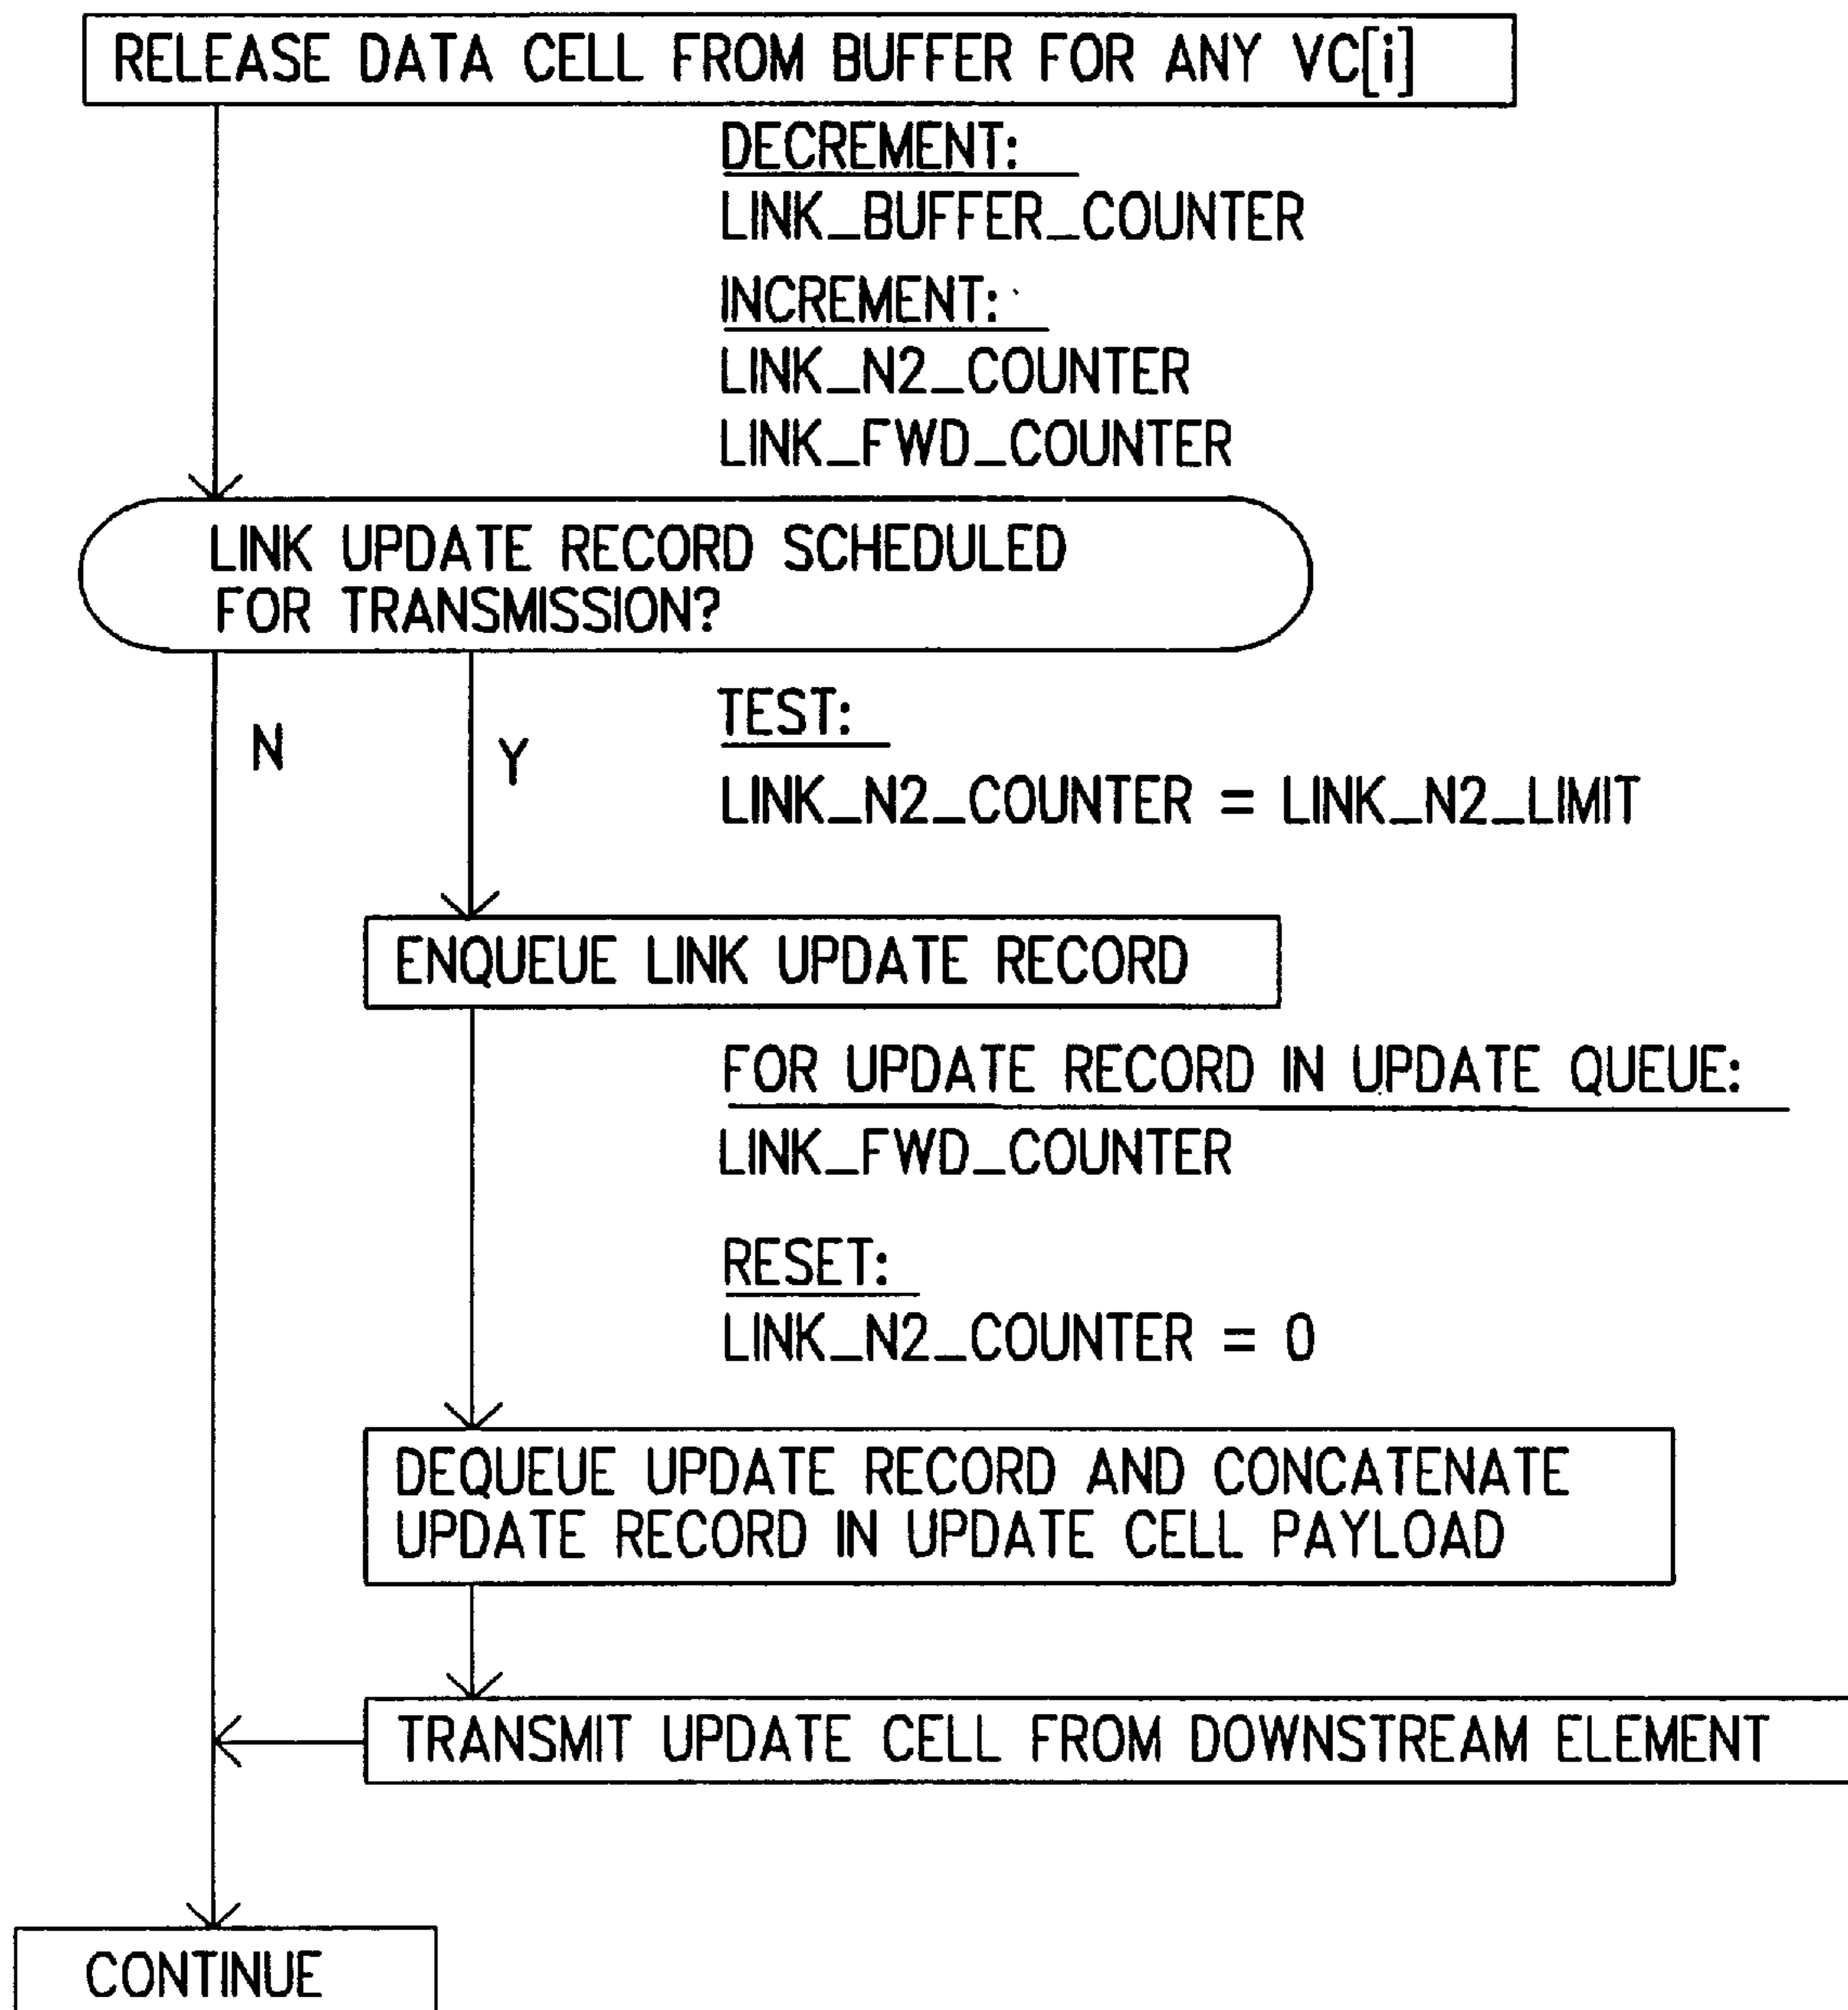 RELEASE DATA CELL FROM BUFFER FOR ANY VC[i]
DECREMENT:
LINK_BUFFER_COUNTER
INCREMENT:
LINK_N2_COUNTER
LINK_FWD_COUNTER
LINK UPDATE RECORD SCHEDULED
FOR TRANSMISSION?
N
Y
TEST:
LINK_N2_COUNTER = LINK_N2_LIMIT
ENQUEUE LINK UPDATE RECORD
FOR UPDATE RECORD IN UPDATE QUEUE:
LINK_FWD_COUNTER
RESET:
LINK_N2_COUNTER = 0
DEQUEUE UPDATE RECORD AND CONCATENATE
UPDATE RECORD IN UPDATE CELL PAYLOAD
TRANSMIT UPDATE CELL FROM DOWNSTREAM ELEMENT
CONTINUE